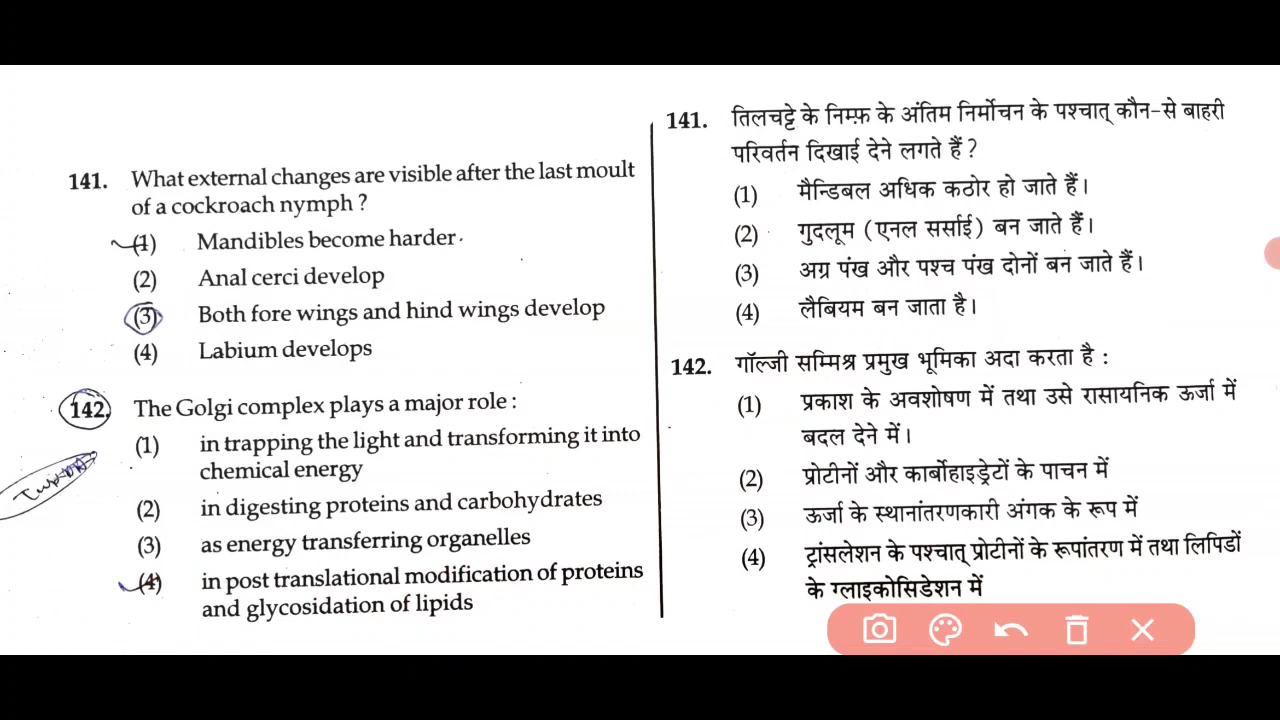 141. What external changes are visible after the last moult
of a cockroach nymph ?
(1) Mandibles become harder
(2) Anal cerci develop
(3) Both fore wings and hind wings develop
(4) Labium develops
142. The Golgi complex plays a major role :
(1) in trapping the light and transforming it into
chemical energy
(2) in digesting proteins and carbohydrates
(3) as energy transferring organelles
(4) in post translational modification of proteins
and glycosidation of lipids
141. तिलचट्टे के निम्फ़ के अंतिम निर्मोचन के पश्चात् कौन-से बाहरी
परिवर्तन दिखाई देने लगते हैं ?
(1) मैन्डिबल अधिक कठोर हो जाते हैं।
(2) गुदलूम (एनल सर्साई) बन जाते हैं।
(3) अग्र पंख और पश्च पंख दोनों बन जाते हैं।
(4) लैबियम बन जाता है।
142. गॉल्जी सम्मिश्र प्रमुख भूमिका अदा करता है :
(1) प्रकाश के अवशोषण में तथा उसे रासायनिक ऊर्जा में
बदल देने में।
(2) प्रोटीनों और कार्बोहाइड्रेटों के पाचन में
(3) ऊर्जा के स्थानांतरणकारी अंगक के रूप में
(4) ट्रांसलेशन के पश्चात् प्रोटीनों के रूपांतरण में तथा लिपिडों
के ग्लाइकोसिडेशन में